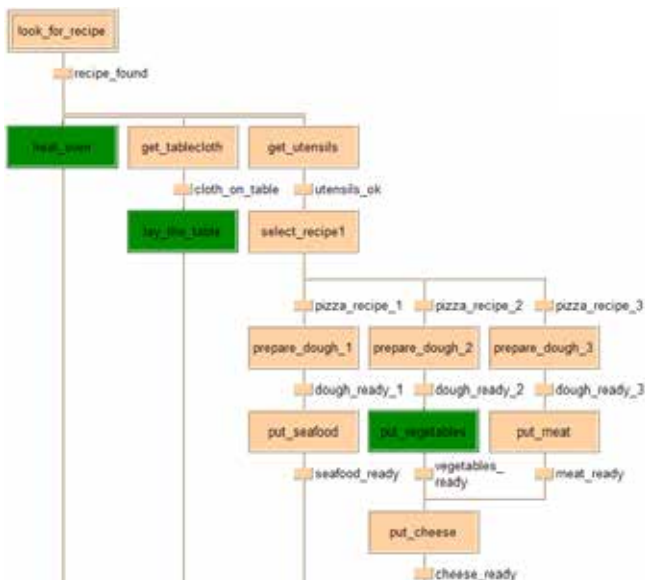 look_for_recipe
recipe_found
heat_oven
get_tablecloth
get_utensils
cloth_on_table
utensils_ok
lay_the_table
select_recipe1
pizza_recipe_1
pizza_recipe_2
pizza_recipe_3
prepare_dough_1
prepare_dough_2
prepare_dough_3
dough_ready_1
dough_ready_2
dough_ready_3
put_seafood
put_vegetables
put_meat
seafood_ready
vegetables_
ready
meat_ready
put_cheese
cheese_ready